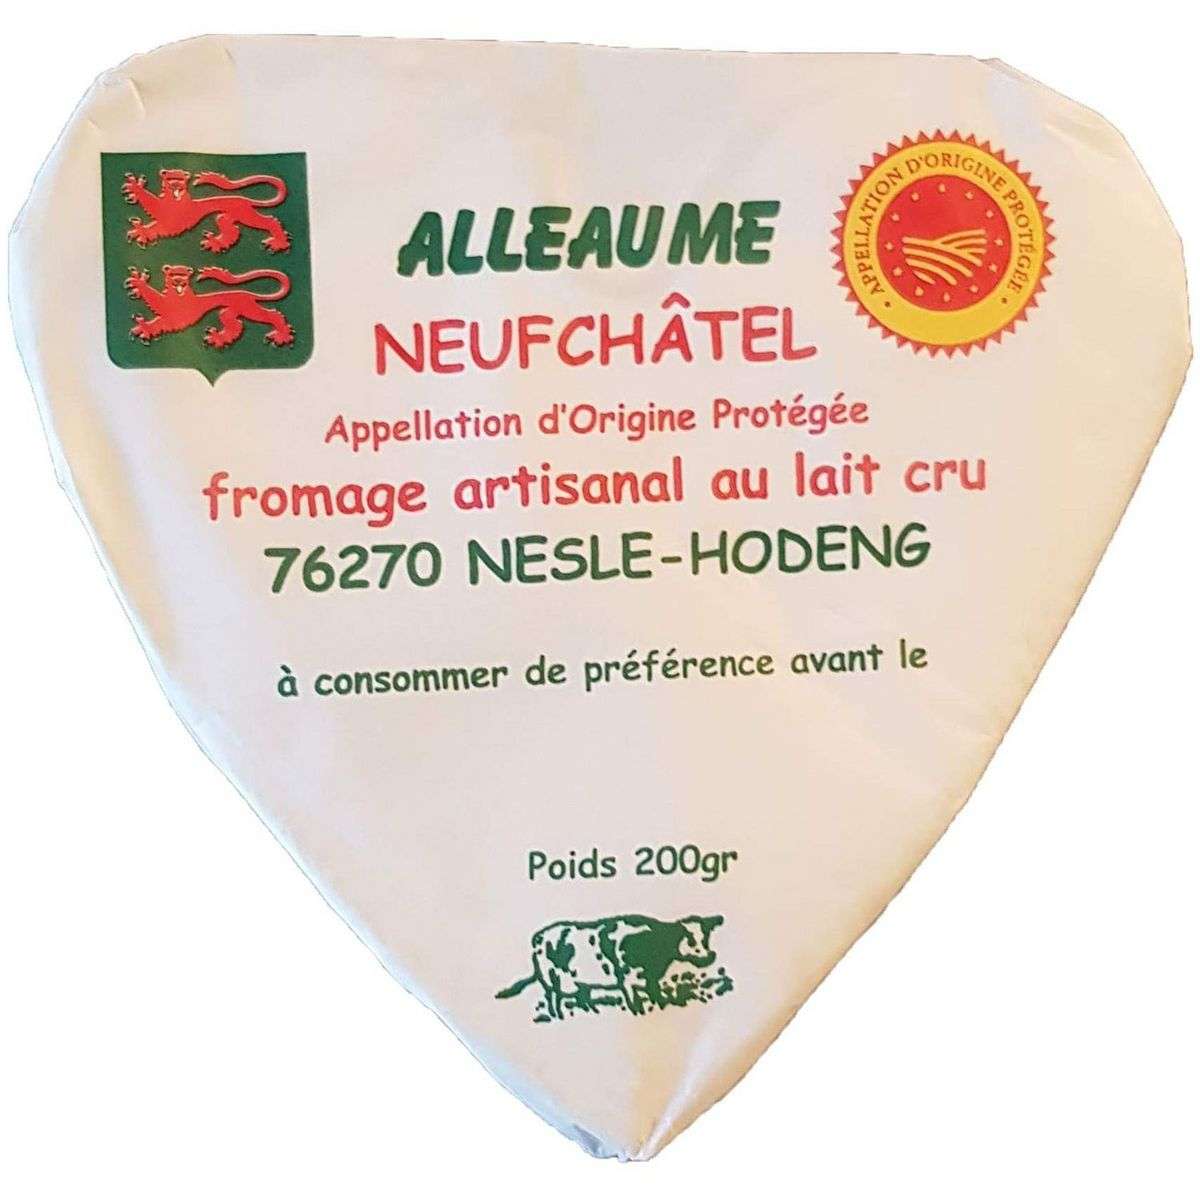 ALLEAUME
NEUFCHÂTEL
Appellation d'Origine Protégée
fromage artisanal au lait cru
76270 NESLE-HODENG
à consommer de préférence avant le
Poids 200gr
APPELLATION D'ORIGINE PROTÉGÉE